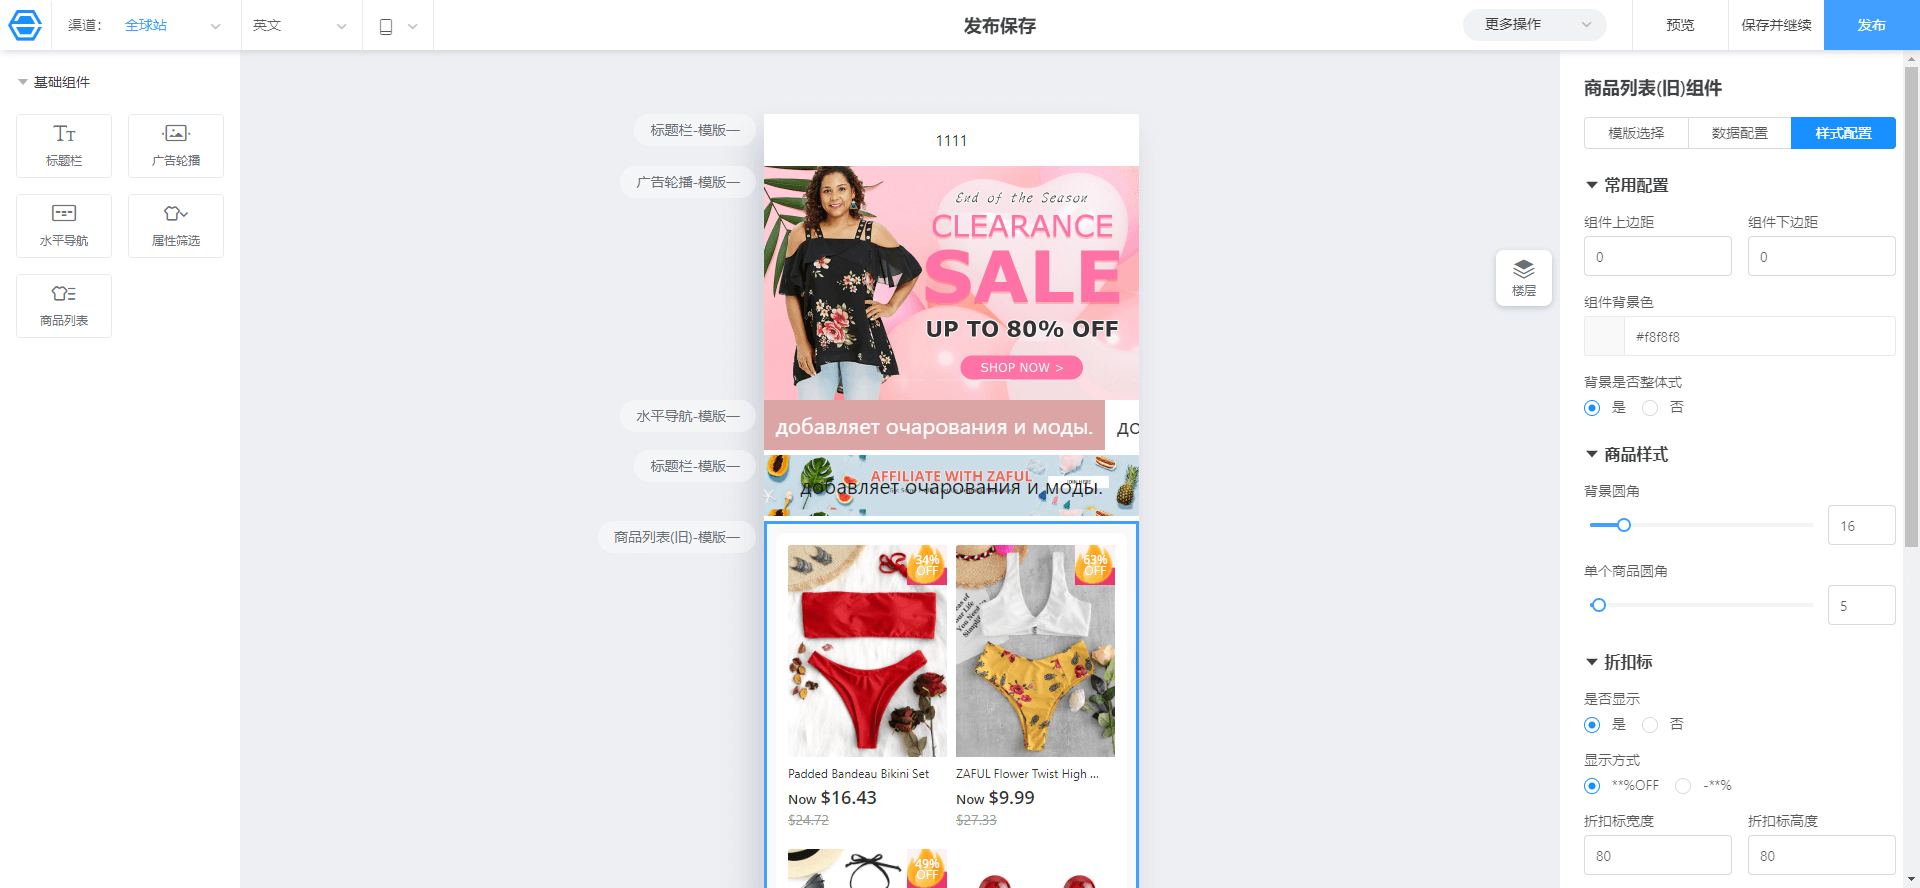 渠道：
全球站
英文
发布保存
更多操作
预览
保存并继续
发布
基础组件
标题栏
广告轮播
水平导航
属性筛选
商品列表
标题栏-模版一
广告轮播-模版一
水平导航-模版一
标题栏-模版一
商品列表(旧)-模版一
1111
End of the Season
CLEARANCE
SALE
UP TO 80% OFF
SHOP NOW >
добавляет очарования и моды.
до
AFFILIATE WITH ZAFUL
добавляет очарования и моды.
34%
OFF
63%
OFF
Padded Bandeau Bikini Set
Now $16.43
$24.72
ZAFUL Flower Twist High ...
Now $9.99
$27.33
49%
OFF
楼层
商品列表(旧)组件
模版选择
数据配置
样式配置
常用配置
组件上边距
组件下边距
0
0
组件背景色
#f8f8f8
背景是否整体式
是
否
商品样式
背景圆角
16
单个商品圆角
5
折扣标
是否显示
是
否
显示方式
**%OFF
-**%
折扣标宽度
折扣标高度
80
80